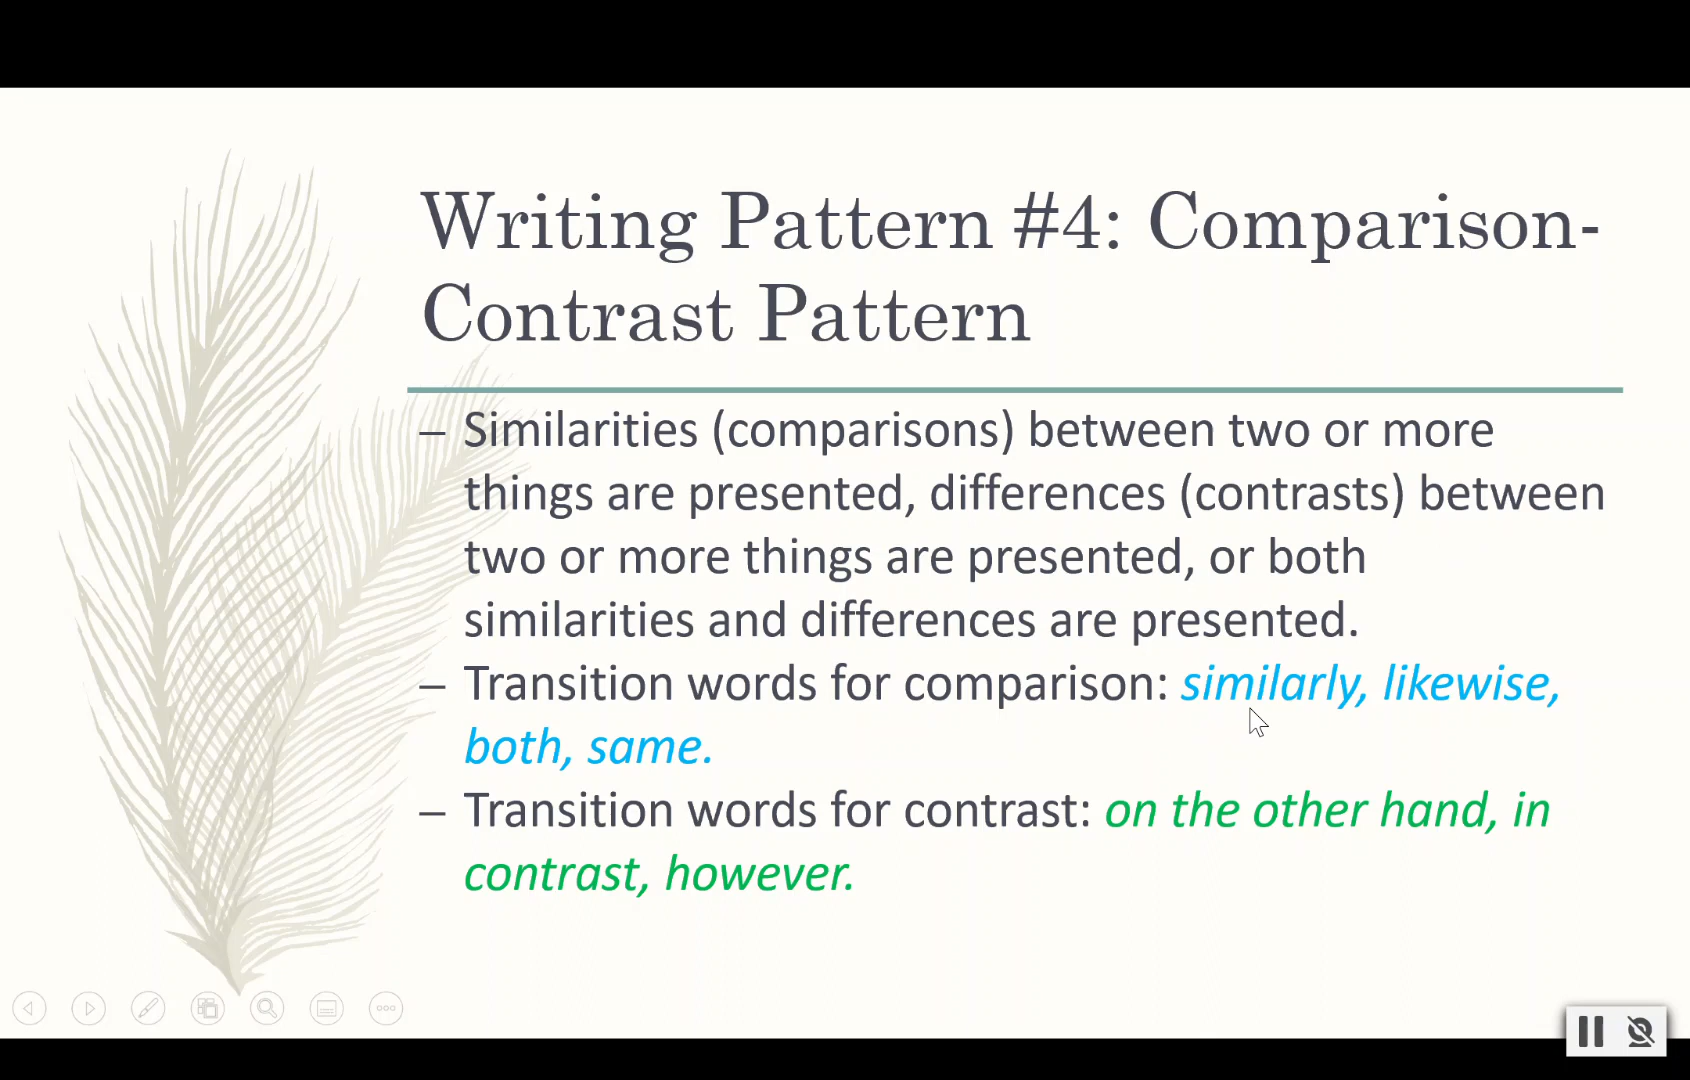 Writing Pattern #4: Comparison-
Contrast Pattern
– Similarities (comparisons) between two or more
things are presented, differences (contrasts) between
two or more things are presented, or both
similarities and differences are presented.
– Transition words for comparison: similarly, likewise,
both, same.
– Transition words for contrast: on the other hand, in
contrast, however.